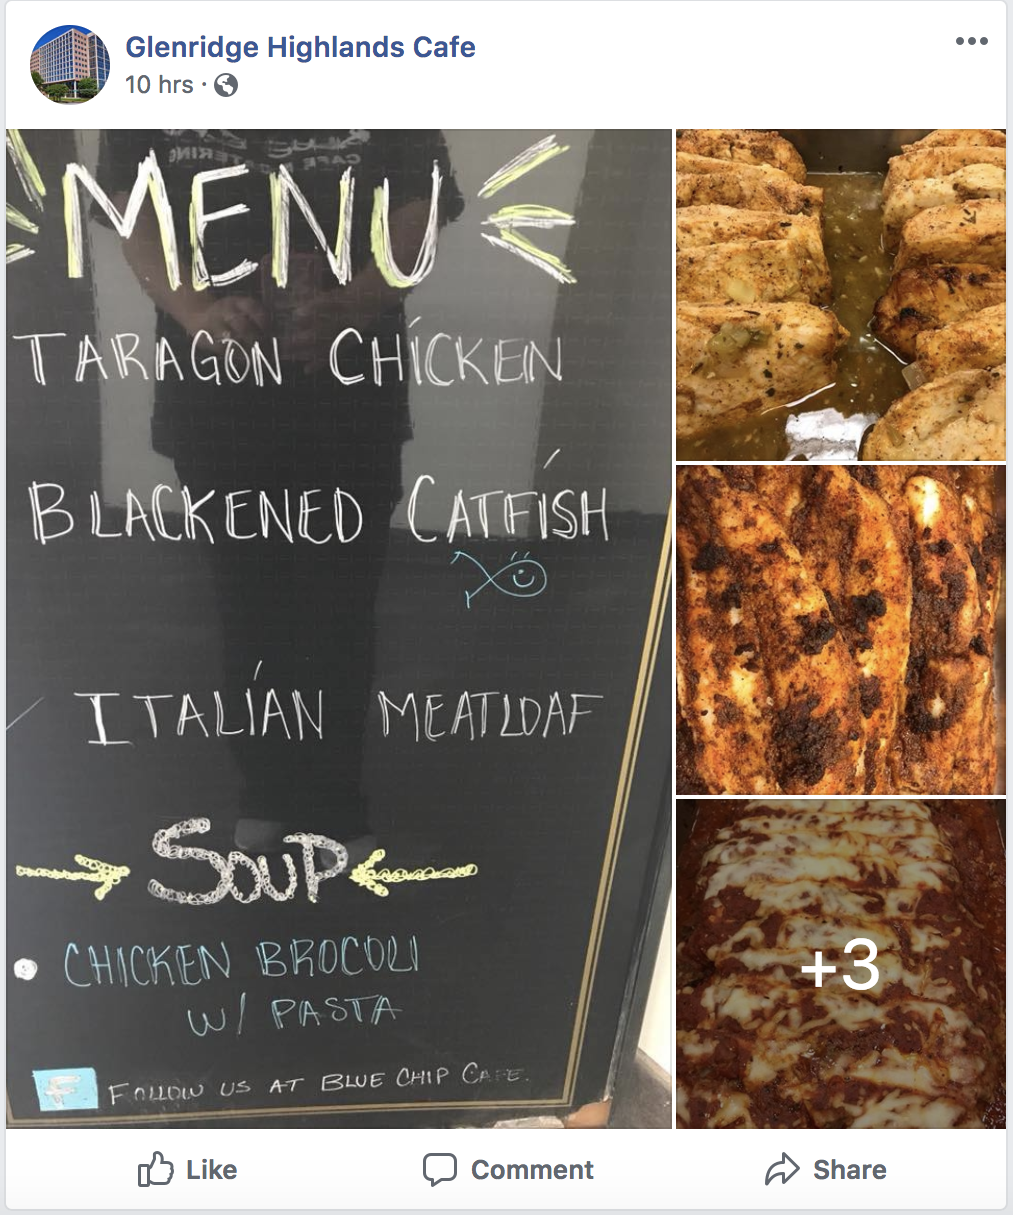 Glenridge Highlands Cafe
10 hrs ·
MENU
TARAGON CHICKEN
BLACKENED CATFISH
ITALIAN MEATLOAF
SOUP
• CHICKEN BROCOLI
W/ PASTA
F FOLLOW US AT BLUE CHIP CAFE.
+3
Like Comment Share